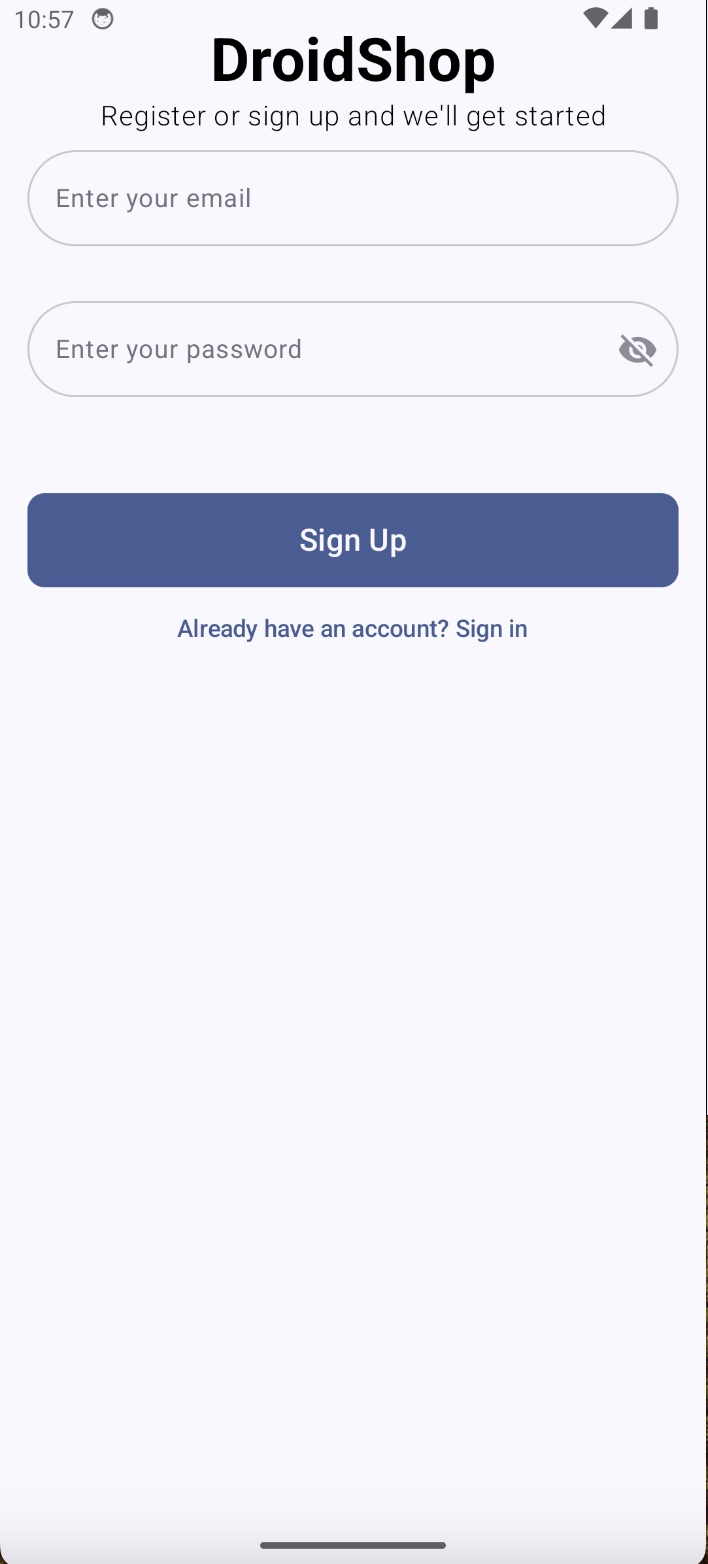 10:57
DroidShop
Register or sign up and we'll get started
Enter your email
Enter your password
Sign Up
Already have an account? Sign in